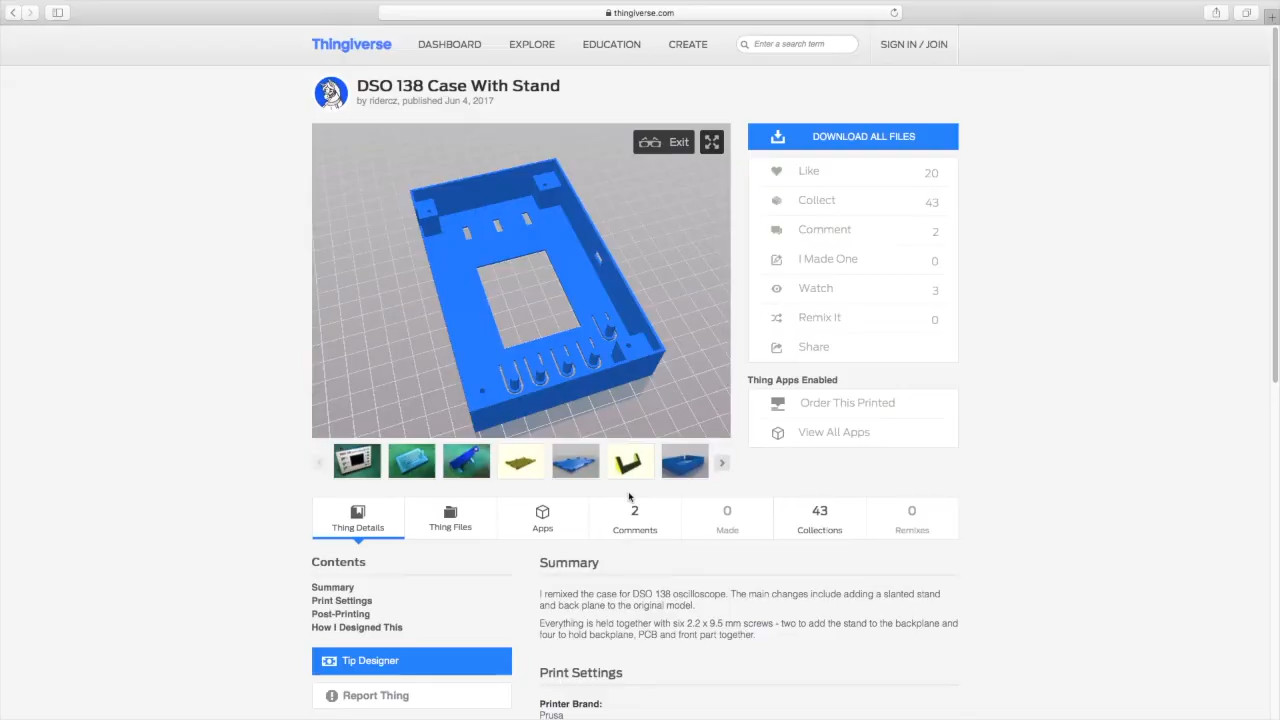 thingiverse.com
Thingiverse DASHBOARD EXPLORE EDUCATION CREATE Enter a search term SIGN IN / JOIN
DSO 138 Case With Stand
by ridercz, published Jun 4, 2017
Exit
DOWNLOAD ALL FILES
Like 20
Collect 43
Comment 2
I Made One 0
Watch 3
Remix It 0
Share
Thing Apps Enabled
Order This Printed
View All Apps
Thing Details
Thing Files
Apps
2
Comments
0
Made
43
Collections
0
Remixes
Contents
Summary
Print Settings
Post-Printing
How I Designed This
Tip Designer
Report Thing
Summary
I remixed the case for DSO 138 oscilloscope. The main changes include adding a slanted stand
and back plane to the original model.
Everything is held together with six 2.2 x 9.5 mm screws - two to add the stand to the backplane and
four to hold backplane, PCB and front part together.
Print Settings
Printer Brand:
Prusa